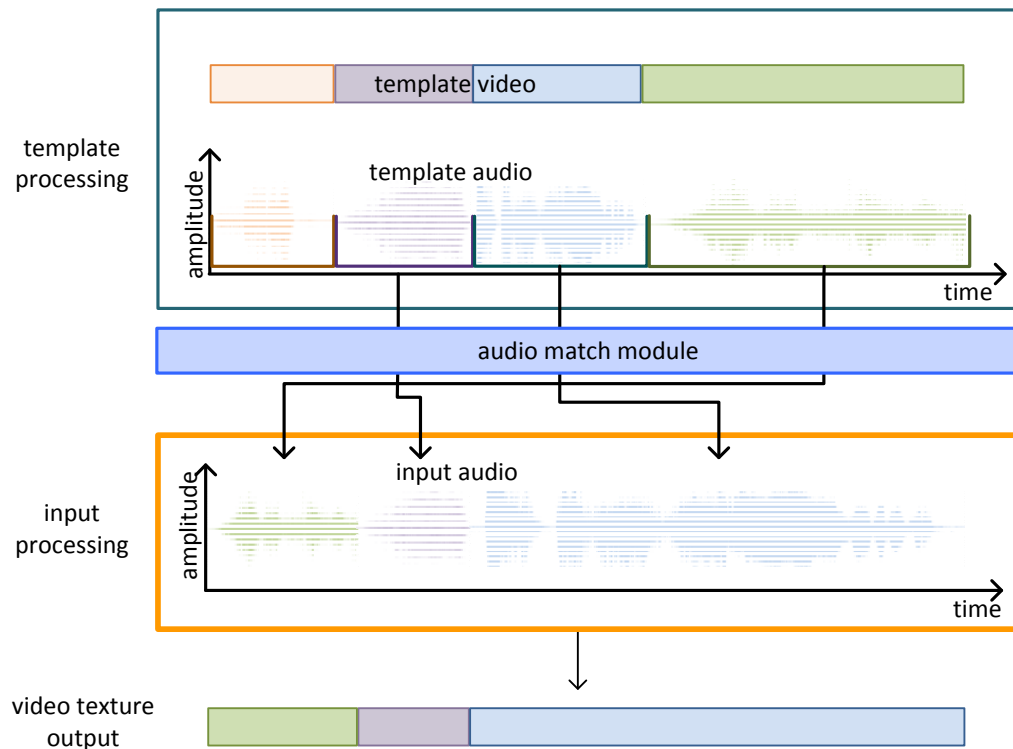 template video
template
processing
template audio
amplitude
time
audio match module
input audio
input
processing
amplitude
time
video texture
output